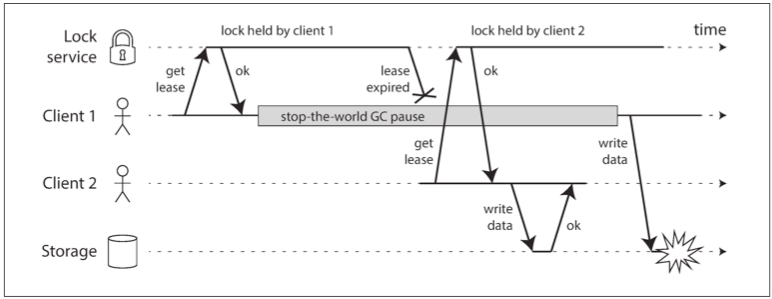 lock held by client 1
lock held by client 2
time
Lock
service
get
lease
ok
lease
expired
ok
Client 1
stop-the-world GC pause
get
lease
write
data
Client 2
write
data
ok
Storage